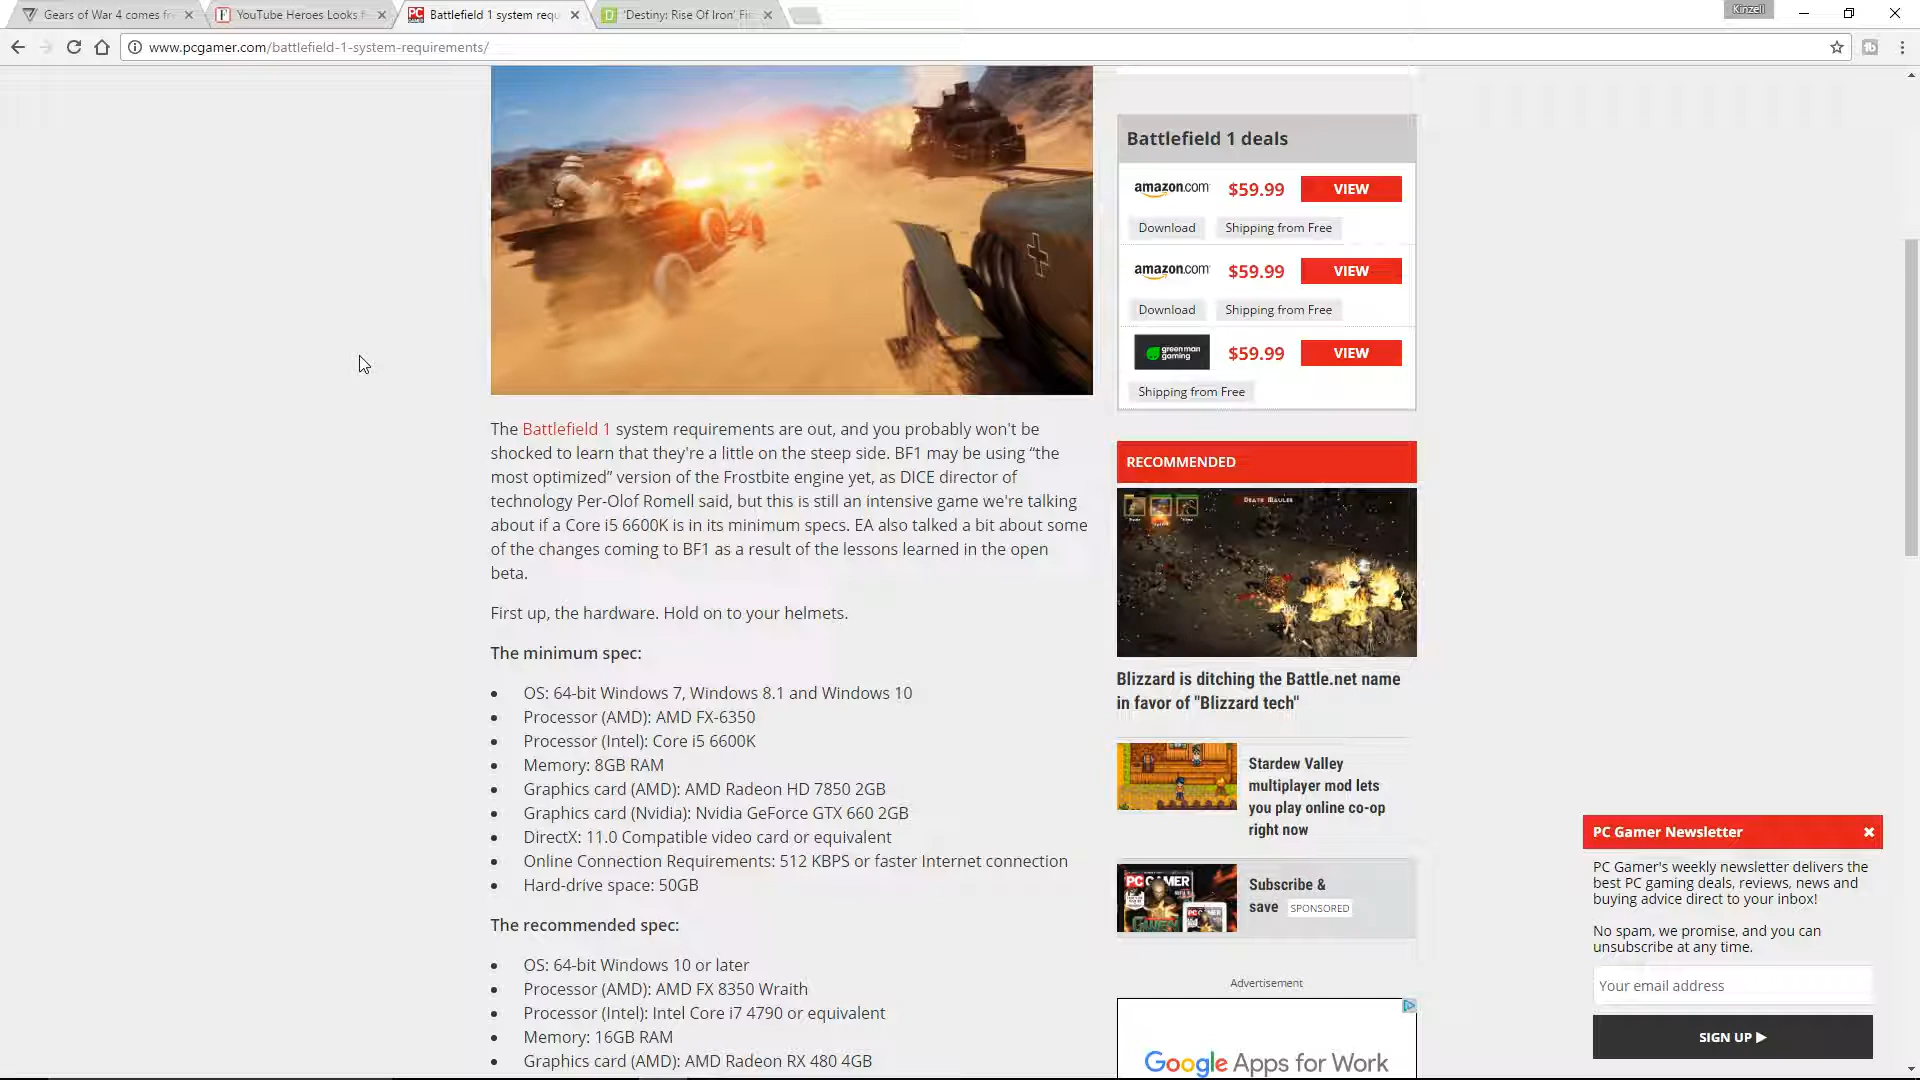 Gears of War 4 comes fr
YouTube Heroes Looks f
Battlefield 1 system requ
'Destiny: Rise Of Iron' Fi
Kinzell
www.pcgamer.com/battlefield-1-system-requirements/
Battlefield 1 deals
amazon.com $59.99 VIEW
Download Shipping from Free
amazon.com $59.99 VIEW
Download Shipping from Free
green man gaming $59.99 VIEW
Shipping from Free
The Battlefield 1 system requirements are out, and you probably won't be
shocked to learn that they're a little on the steep side. BF1 may be using “the
most optimized” version of the Frostbite engine yet, as DICE director of
technology Per-Olof Romell said, but this is still an intensive game we're talking
about if a Core i5 6600K is in its minimum specs. EA also talked a bit about some
of the changes coming to BF1 as a result of the lessons learned in the open
beta.
First up, the hardware. Hold on to your helmets.
The minimum spec:
• OS: 64-bit Windows 7, Windows 8.1 and Windows 10
• Processor (AMD): AMD FX-6350
• Processor (Intel): Core i5 6600K
• Memory: 8GB RAM
• Graphics card (AMD): AMD Radeon HD 7850 2GB
• Graphics card (Nvidia): Nvidia GeForce GTX 660 2GB
• DirectX: 11.0 Compatible video card or equivalent
• Online Connection Requirements: 512 KBPS or faster Internet connection
• Hard-drive space: 50GB
The recommended spec:
• OS: 64-bit Windows 10 or later
• Processor (AMD): AMD FX 8350 Wraith
• Processor (Intel): Intel Core i7 4790 or equivalent
• Memory: 16GB RAM
• Graphics card (AMD): AMD Radeon RX 480 4GB
RECOMMENDED
Death Mauler
Blizzard is ditching the Battle.net name
in favor of "Blizzard tech"
Stardew Valley
multiplayer mod lets
you play online co-op
right now
PC GAMER
Subscribe &
save SPONSORED
Advertisement
Google Apps for Work
PC Gamer Newsletter
PC Gamer's weekly newsletter delivers the
best PC gaming deals, reviews, news and
buying advice direct to your inbox!
No spam, we promise, and you can
unsubscribe at any time.
Your email address
SIGN UP